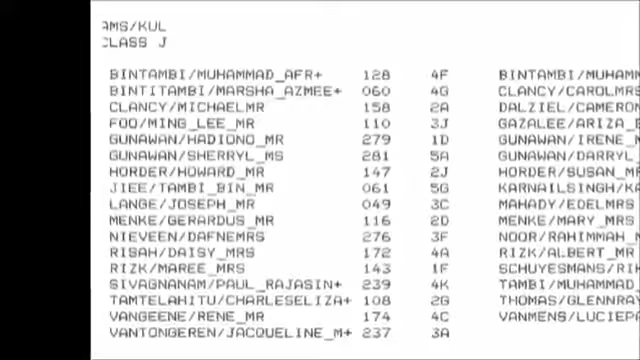 AMS/KUL
CLASS J
BINTAMBI/MUHAMMAD_AFR+ 128 4F BINTAMBI/MUHAMM
BINTITAMBI/MARSHA_AZMEE+ 060 4G CLANCY/CAROLMRS
CLANCY/MICHAELMR 158 2A DALZIEL/CAMERON
FOO/MING_LEE_MR 110 3J GAZALEE/ARIZA_B
GUNAWAN/HADIONO_MR 279 1D GUNAWAN/IRENE_M
GUNAWAN/SHERRYL_MS 281 5A GUNAWAN/DARRYL_
HORDER/HOWARD_MR 147 2J HORDER/SUSAN_MR
JIEE/TAMBI_BIN_MR 061 5G KARNAILSINGH/KA
LANGE/JOSEPH_MR 049 3C MAHADY/EDELMRS
MENKE/GERARDUS_MR 116 2D MENKE/MARY_MRS
NIEVEEN/DAFNEMRS 276 3F NOOR/RAHIMMAH_M
RISAH/DAISY_MRS 172 4A RIZK/ALBERT_MR
RIZK/MAREE_MRS 143 1F SCHUYESMANS/RIK
SIVAGNANAM/PAUL_RAJASIN+ 239 4K TAMBI/MUHAMMAD
TAMTELAHITU/CHARLESELIZA+ 108 2G THOMAS/GLENNRAY
VANGEENE/RENE_MR 174 4C VANMENS/LUCIEPA
VANTONGEREN/JACQUELINE_M+ 237 3A